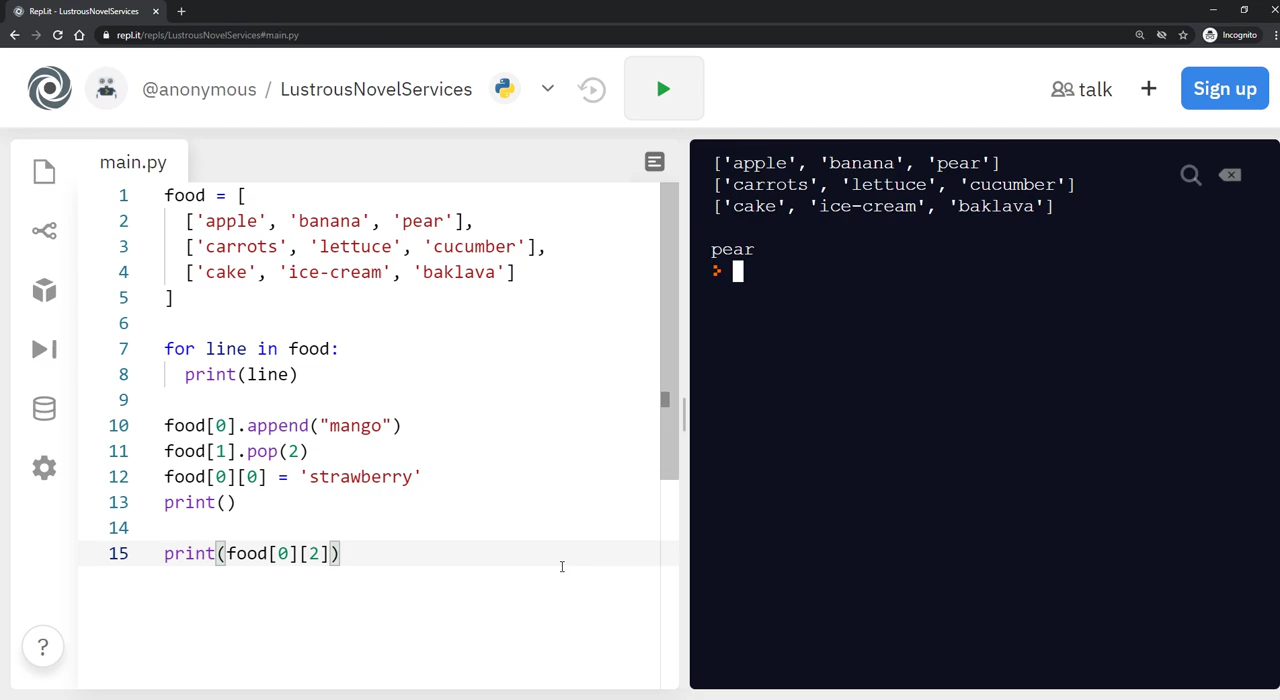 Repl.it - LustrousNovelServices
repl.it/repls/LustrousNovelServices#main.py
Incognito
@anonymous / LustrousNovelServices
talk
Sign up
main.py
1 food = [
2 ['apple', 'banana', 'pear'],
3 ['carrots', 'lettuce', 'cucumber'],
4 ['cake', 'ice-cream', 'baklava']
5 ]
6
7 for line in food:
8 print(line)
9
10 food[0].append("mango")
11 food[1].pop(2)
12 food[0][0] = 'strawberry'
13 print()
14
15 print(food[0][2])
?
['apple', 'banana', 'pear']
['carrots', 'lettuce', 'cucumber']
['cake', 'ice-cream', 'baklava']
pear
>